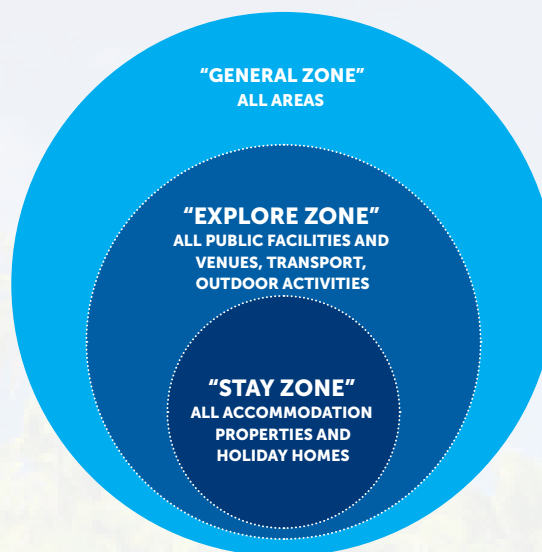 “GENERAL ZONE”
ALL AREAS
“EXPLORE ZONE”
ALL PUBLIC FACILITIES AND
VENUES, TRANSPORT,
OUTDOOR ACTIVITIES
“STAY ZONE”
ALL ACCOMMODATION
PROPERTIES AND
HOLIDAY HOMES